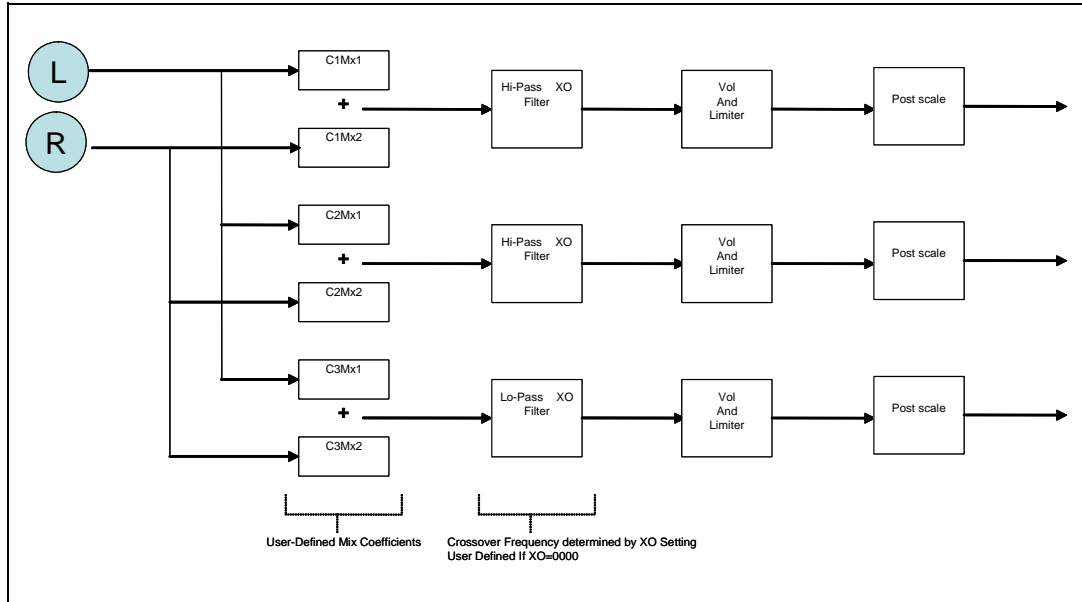 L
R
C1Mx1
+
C1Mx2
Hi-Pass XO
Filter
Vol
And
Limiter
Post scale
C2Mx1
+
C2Mx2
Hi-Pass XO
Filter
Vol
And
Limiter
Post scale
C3Mx1
+
C3Mx2
Lo-Pass XO
Filter
Vol
And
Limiter
Post scale
User-Defined Mix Coefficients
Crossover Frequency determined by XO Setting
User Defined If XO=0000